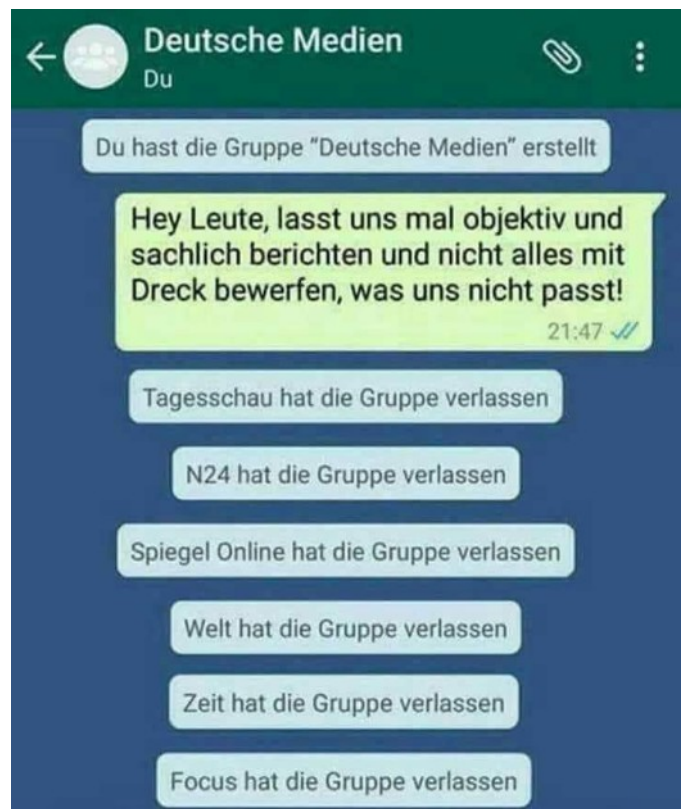 Deutsche Medien
Du
Du hast die Gruppe "Deutsche Medien" erstellt
Hey Leute, lasst uns mal objektiv und
sachlich berichten und nicht alles mit
Dreck bewerfen, was uns nicht passt!
21:47
Tagesschau hat die Gruppe verlassen
N24 hat die Gruppe verlassen
Spiegel Online hat die Gruppe verlassen
Welt hat die Gruppe verlassen
Zeit hat die Gruppe verlassen
Focus hat die Gruppe verlassen